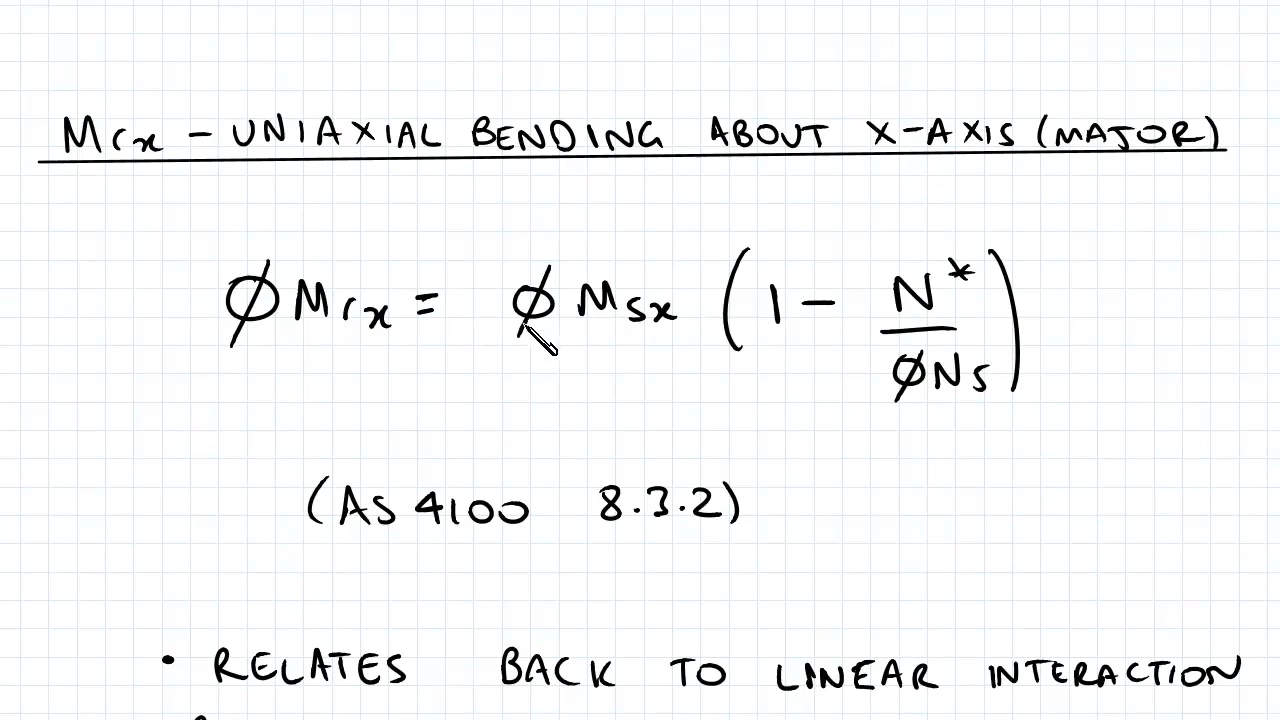 Mrx - UNIAXIAL BENDING ABOUT X-AXIS (MAJOR)
ØMrx = ØMsx (1 - N* / ØNs)
(AS 4100 8.3.2)
• RELATES BACK TO LINEAR INTERACTION